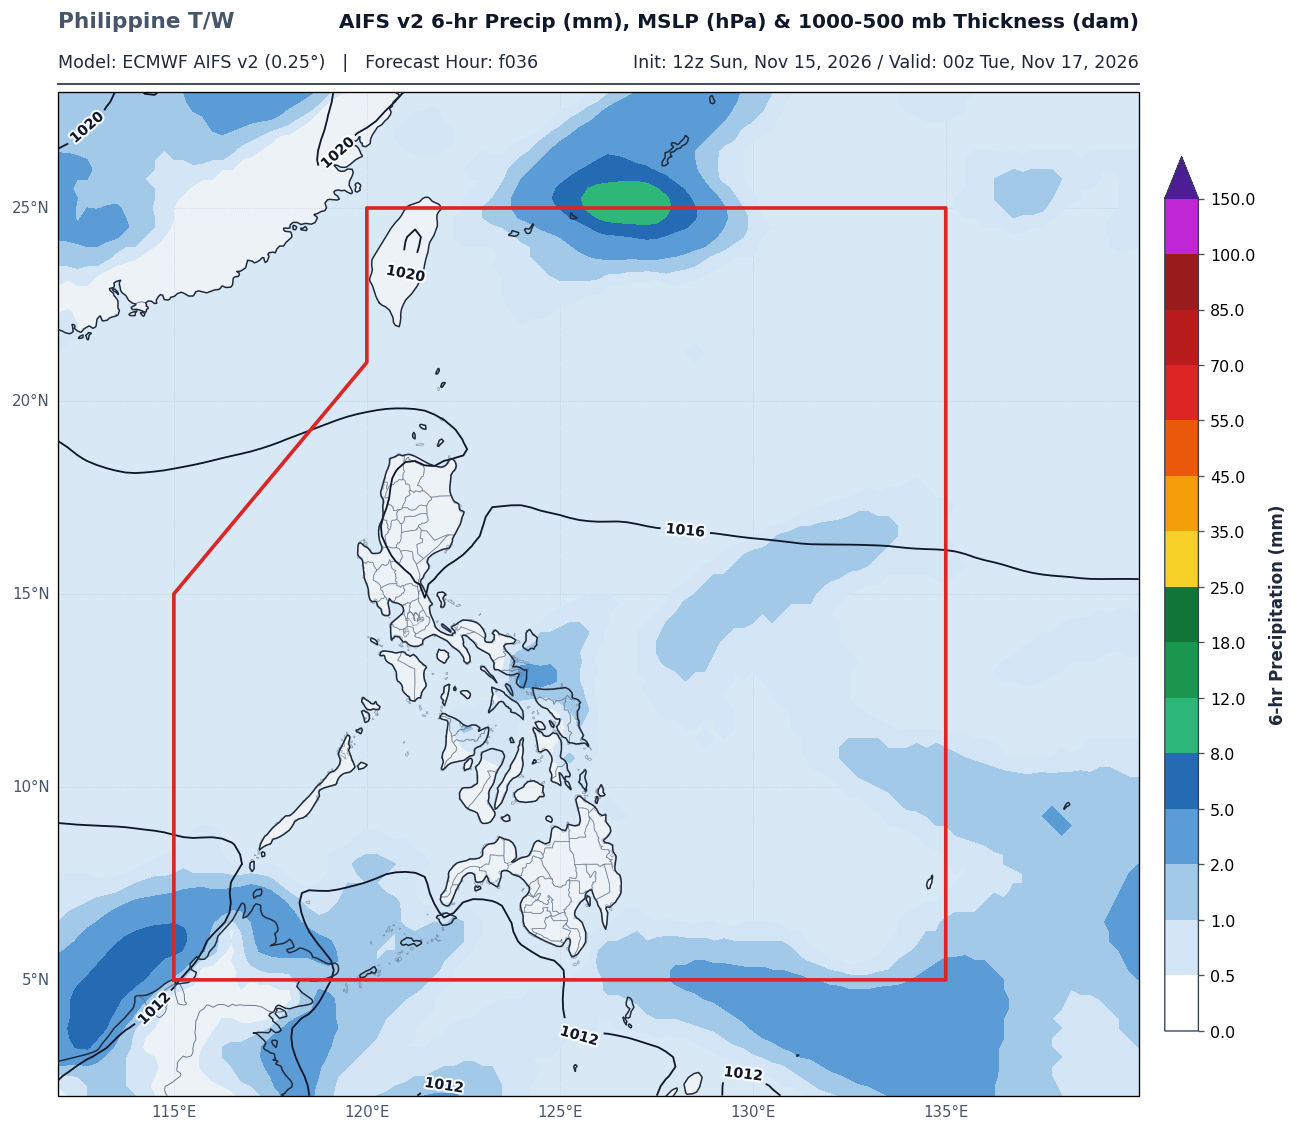 Philippine T/W
AIFS v2 6-hr Precip (mm), MSLP (hPa) & 1000-500 mb Thickness (dam)
Model: ECMWF AIFS v2 (0.25°) | Forecast Hour: f036
Init: 12z Sun, Nov 15, 2026 / Valid: 00z Tue, Nov 17, 2026
1020
1020
25°N
1020
20°N
1016
15°N
10°N
5°N
1012
1012
1012
1012
115°E
120°E
125°E
130°E
135°E
150.0
100.0
85.0
70.0
55.0
45.0
35.0
25.0
18.0
12.0
8.0
5.0
2.0
1.0
0.5
0.0
6-hr Precipitation (mm)